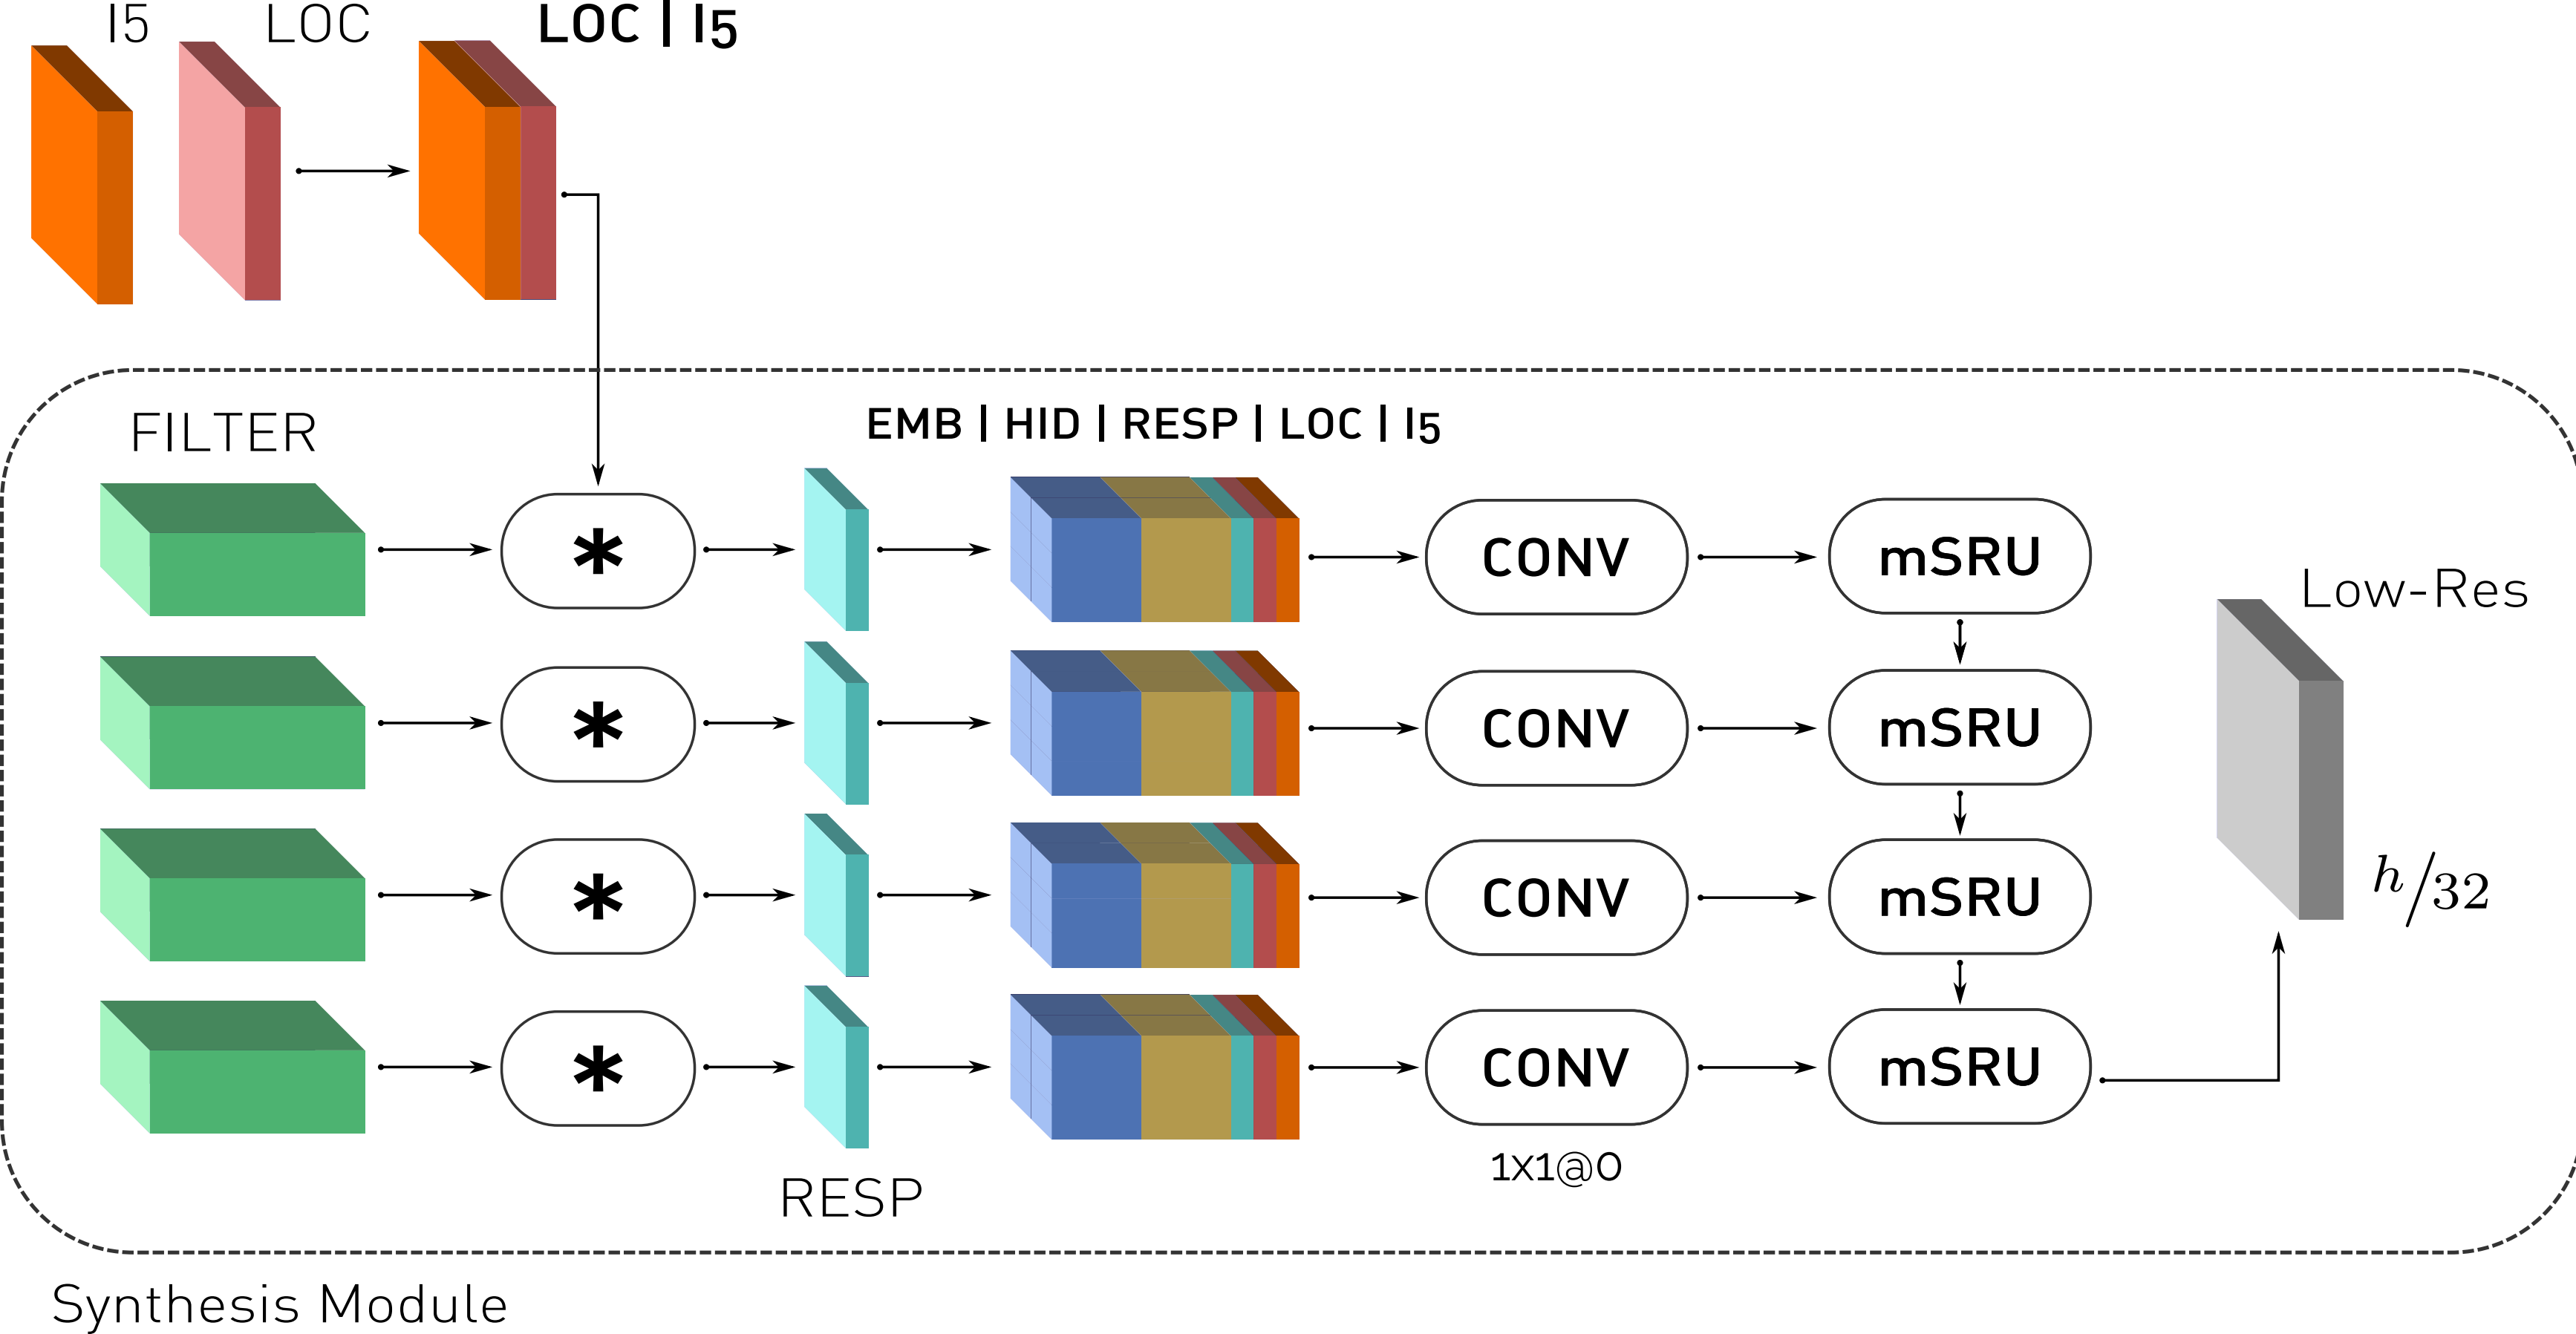 I5 LOC LOC | I5
FILTER
EMB | HID | RESP | LOC | I5
* CONV mSRU
Low-Res
* CONV mSRU
h/32
* CONV mSRU
* CONV mSRU
1X1@0
RESP
Synthesis Module